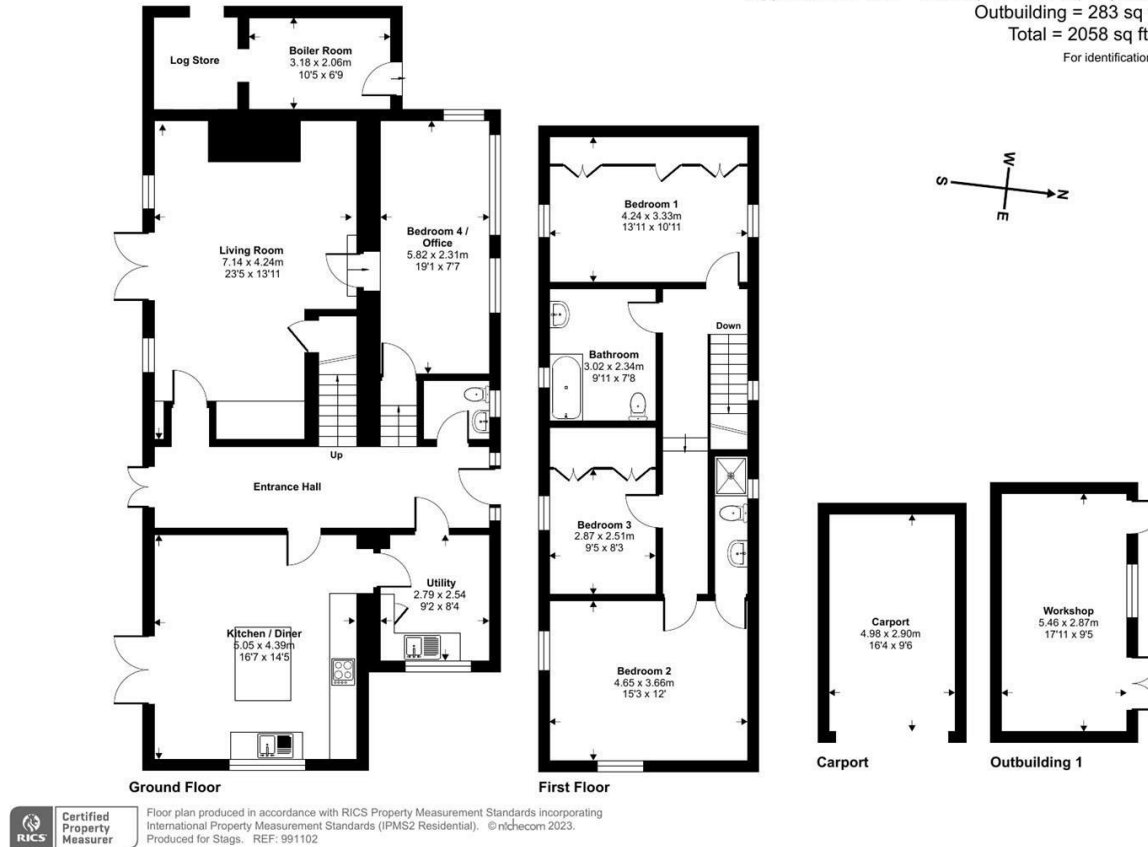 Outbuilding = 283 sq
Total = 2058 sq ft
For identification
Log Store
Boiler Room
3.18 x 2.06m
10'5 x 6'9
Living Room
7.14 x 4.24m
23'5 x 13'11
Bedroom 4 /
Office
5.82 x 2.31m
19'1 x 7'7
Up
Entrance Hall
Kitchen / Diner
5.05 x 4.39m
16'7 x 14'5
Utility
2.79 x 2.54
9'2 x 8'4
Ground Floor
Bedroom 1
4.24 x 3.33m
13'11 x 10'11
Down
Bathroom
3.02 x 2.34m
9'11 x 7'8
Bedroom 3
2.87 x 2.51m
9'5 x 8'3
Bedroom 2
4.65 x 3.66m
15'3 x 12'
First Floor
W
S
N
E
Carport
4.98 x 2.90m
16'4 x 9'6
Carport
Workshop
5.46 x 2.87m
17'11 x 9'5
Outbuilding 1
RICS
Certified
Property
Measurer
Floor plan produced in accordance with RICS Property Measurement Standards incorporating
International Property Measurement Standards (IPMS2 Residential). © nichecom 2023.
Produced for Stags. REF: 991102